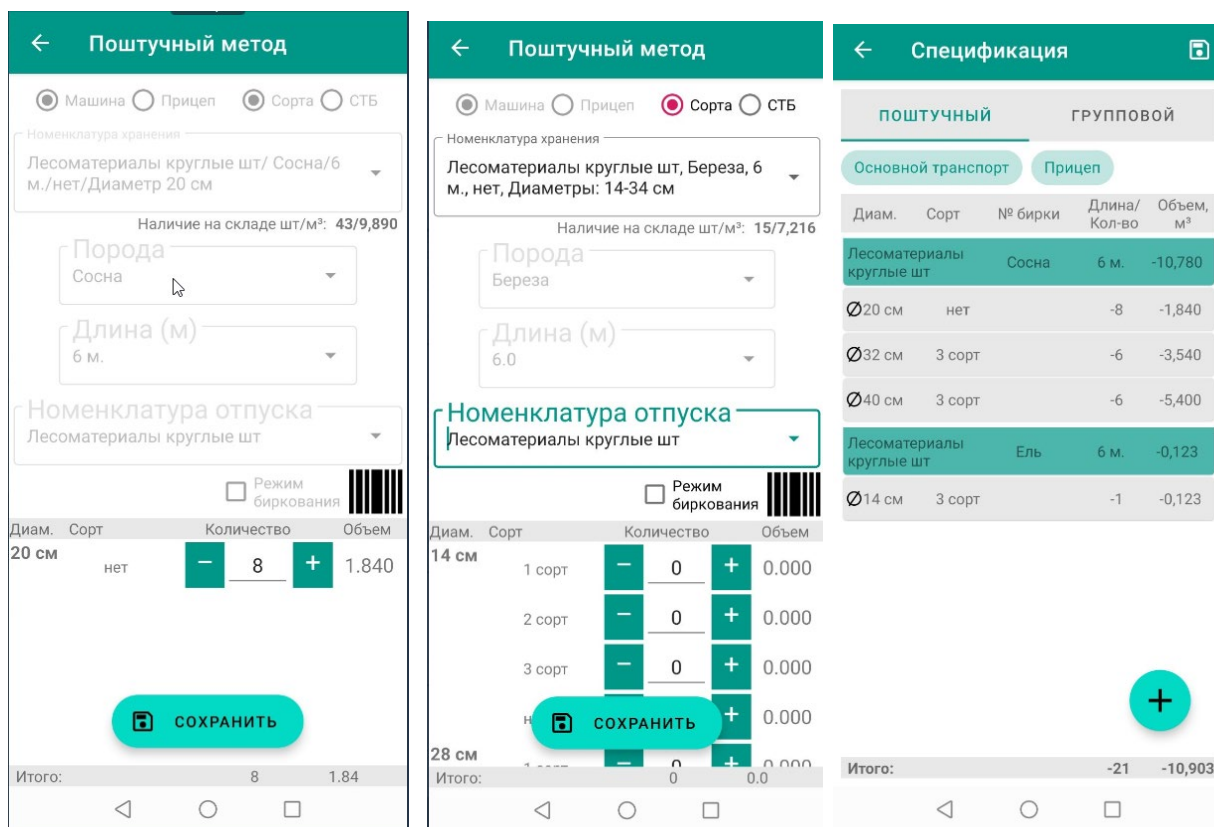 Поштучный метод
Машина Прицеп Сорта СТБ
Номенклатура хранения
Лесоматериалы круглые шт/ Сосна/6
м./нет/Диаметр 20 см
Наличие на складе шт/м³: 43/9,890
Порода
Сосна
Длина (м)
6 м.
Номенклатура отпуска
Лесоматериалы круглые шт
Режим
биркования
Диам. Сорт Количество Объем
20 см
нет − 8 + 1.840
СОХРАНИТЬ
Итого: 8 1.84
Поштучный метод
Машина Прицеп Сорта СТБ
Номенклатура хранения
Лесоматериалы круглые шт, Береза, 6
м., нет, Диаметры: 14-34 см
Наличие на складе шт/м³: 15/7,216
Порода
Береза
Длина (м)
6.0
Номенклатура отпуска
Лесоматериалы круглые шт
Режим
биркования
Диам. Сорт Количество Объем
14 см
1 сорт − 0 + 0.000
2 сорт − 0 + 0.000
3 сорт − 0 + 0.000
+ 0.000
СОХРАНИТЬ
28 см
Итого: 0 0.0
Спецификация
ПОШТУЧНЫЙ ГРУППОВОЙ
Основной транспорт Прицеп
Диам. Сорт № бирки Длина/ Объем,
Кол-во м³
Лесоматериалы
круглые шт Сосна 6 м. -10,780
Ø20 см нет -8 -1,840
Ø32 см 3 сорт -6 -3,540
Ø40 см 3 сорт -6 -5,400
Лесоматериалы
круглые шт Ель 6 м. -0,123
Ø14 см 3 сорт -1 -0,123
+
Итого: -21 -10,903